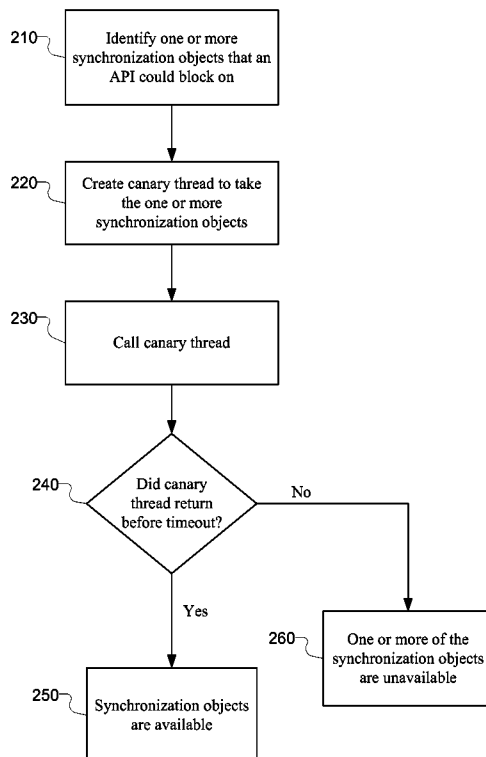 210
Identify one or more
synchronization objects that an
API could block on
220
Create canary thread to take
the one or more
synchronization objects
230
Call canary thread
240
Did canary
thread return
before timeout?
No
Yes
260
One or more of the
synchronization objects
are unavailable
250
Synchronization objects
are available